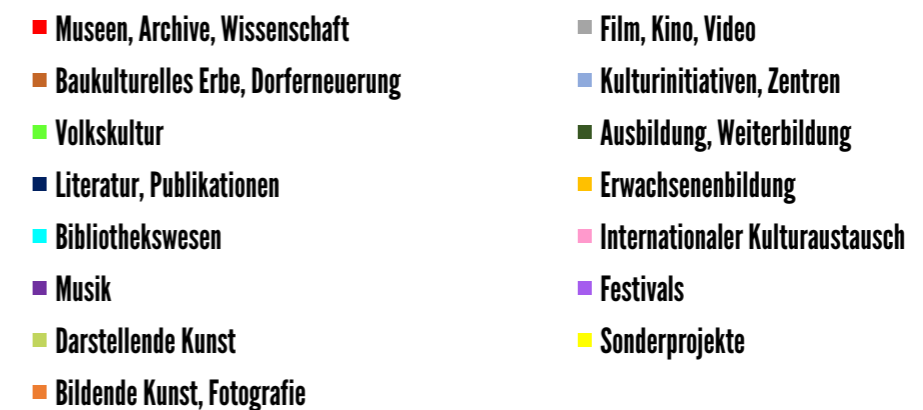 Museen, Archive, Wissenschaft
Baukulturelles Erbe, Dorferneuerung
Volkskultur
Literatur, Publikationen
Bibliothekswesen
Musik
Darstellende Kunst
Bildende Kunst, Fotografie
Film, Kino, Video
Kulturinitiativen, Zentren
Ausbildung, Weiterbildung
Erwachsenenbildung
Internationaler Kulturaustausch
Festivals
Sonderprojekte